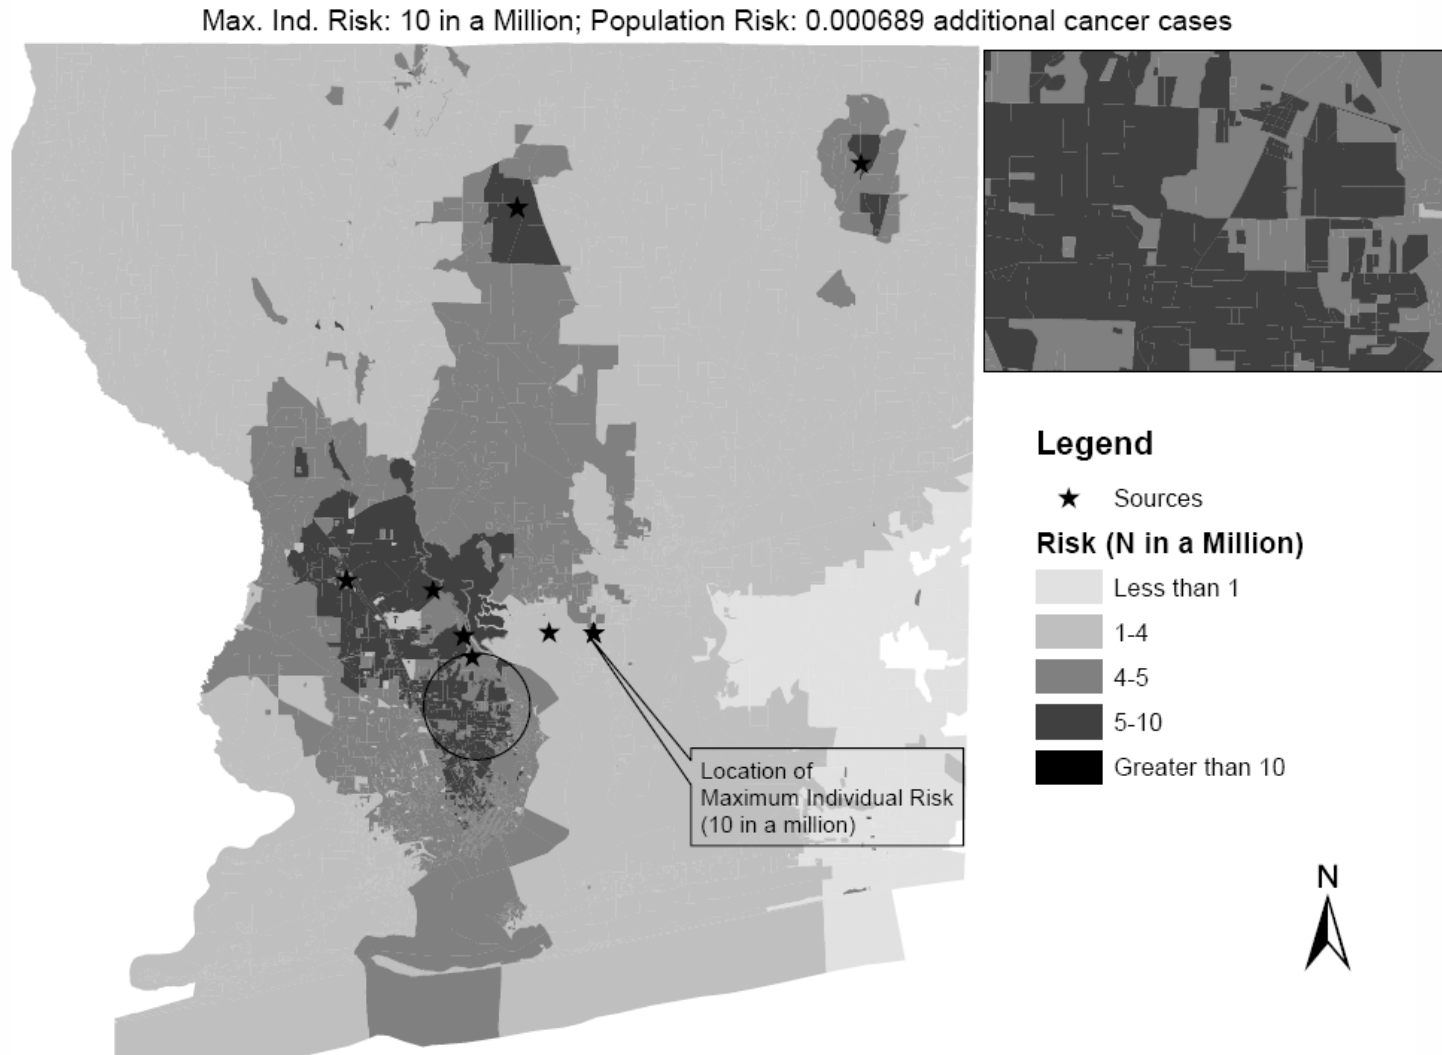 Max. Ind. Risk: 10 in a Million; Population Risk: 0.000689 additional cancer cases
Legend
Sources
Risk (N in a Million)
Less than 1
1-4
4-5
5-10
Greater than 10
Location of
Maximum Individual Risk
(10 in a million)
N